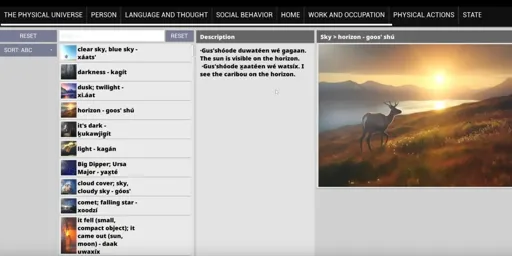 THE PHYSICAL UNIVERSE PERSON LANGUAGE AND THOUGHT SOCIAL BEHAVIOR HOME WORK AND OCCUPATION PHYSICAL ACTIONS STATE
RESET
SORT: ABC
RESET
clear sky, blue sky -
xáats'
darkness - kagít
dusk; twilight -
xi.áat
horizon - goos' shú
it's dark -
kukawjigít
light - kagán
Big Dipper; Ursa
Major - yaxté
cloud cover; sky,
cloudy sky - góos'
comet; falling star -
xoodzí
it fell (small,
compact object); it
came out (sun,
moon) - daak
uwaxíx
Description
-Gus'shóode duwatéen wé gagaan.
The sun is visible on the horizon.
-Gus'shóode xaatéen wé watsíx. I
see the caribou on the horizon.
Sky > horizon - goos' shú